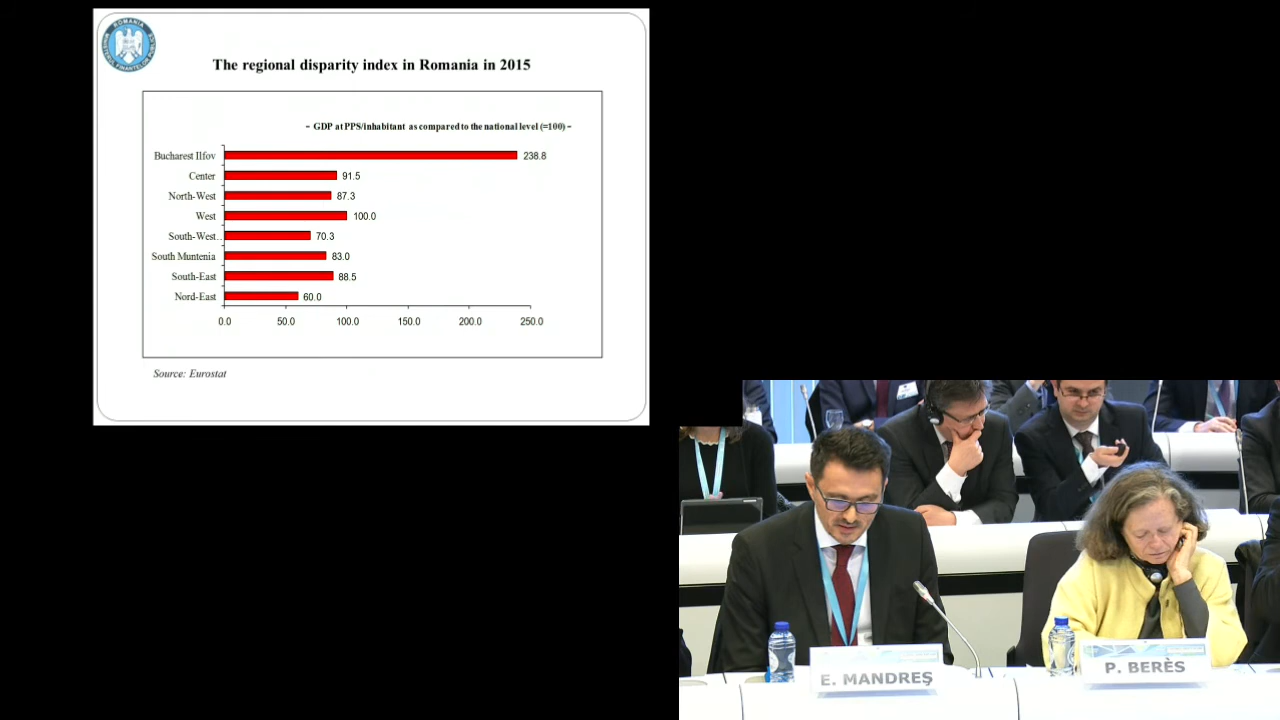 ROMANIA
The regional disparity index in Romania in 2015
- GDP at PPS/inhabitant as compared to the national level (=100) -
Bucharest Ilfov 238.8
Center 91.5
North-West 87.3
West 100.0
South-West.. 70.3
South Muntenia 83.0
South-East 88.5
Nord-East 60.0
0.0 50.0 100.0 150.0 200.0 250.0
Source: Eurostat
E. MANDREŞ
P. BERÈS